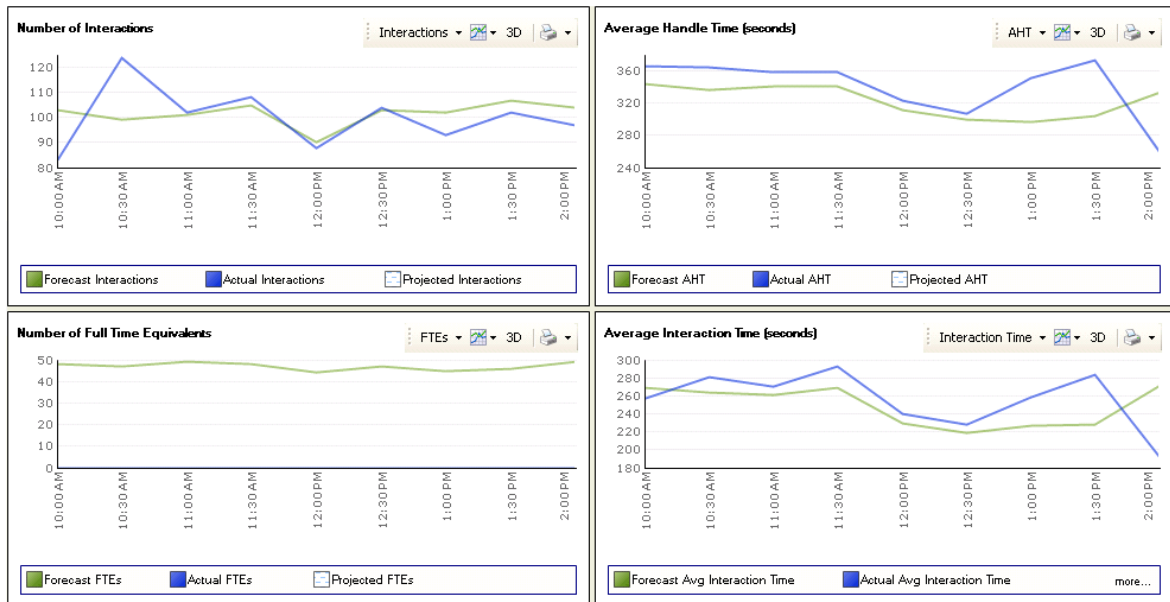 Number of Interactions
Interactions
3D
120
110
100
90
80
10:00 AM
10:30 AM
11:00 AM
11:30 AM
12:00 PM
12:30 PM
1:00 PM
1:30 PM
2:00 PM
Forecast Interactions Actual Interactions Projected Interactions
Average Handle Time (seconds)
AHT
3D
360
320
280
240
10:00 AM
10:30 AM
11:00 AM
11:30 AM
12:00 PM
12:30 PM
1:00 PM
1:30 PM
2:00 PM
Forecast AHT Actual AHT Projected AHT
Number of Full Time Equivalents
FTEs
3D
50
40
30
20
10
0
10:00 AM
10:30 AM
11:00 AM
11:30 AM
12:00 PM
12:30 PM
1:00 PM
1:30 PM
2:00 PM
Forecast FTEs Actual FTEs Projected FTEs
Average Interaction Time (seconds)
Interaction Time
3D
300
280
260
240
220
200
180
10:00 AM
10:30 AM
11:00 AM
11:30 AM
12:00 PM
12:30 PM
1:00 PM
1:30 PM
2:00 PM
Forecast Avg Interaction Time Actual Avg Interaction Time more...